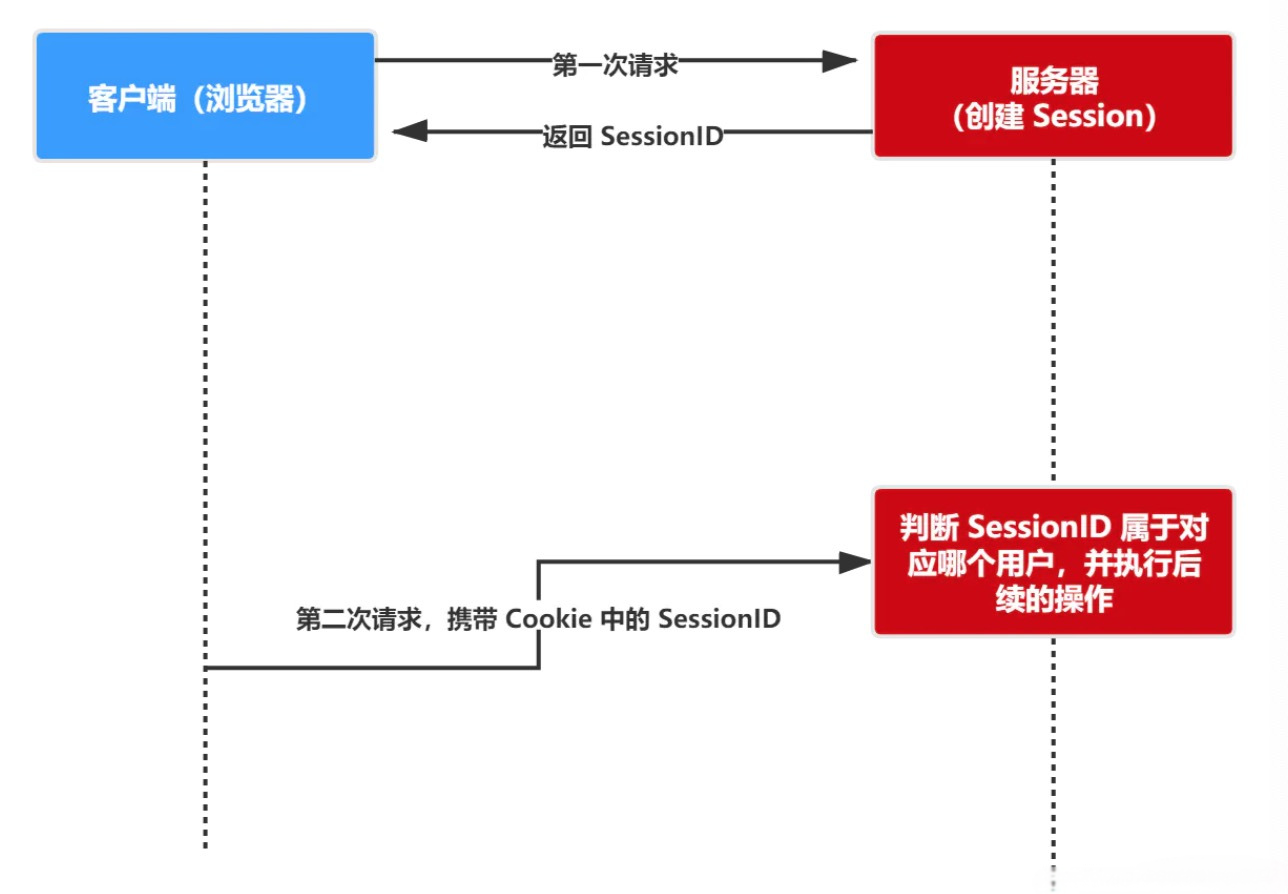 客户端（浏览器）
第一次请求
服务器
（创建 Session）
返回 SessionID
判断 SessionID 属于对
应哪个用户，并执行后
续的操作
第二次请求，携带 Cookie 中的 SessionID